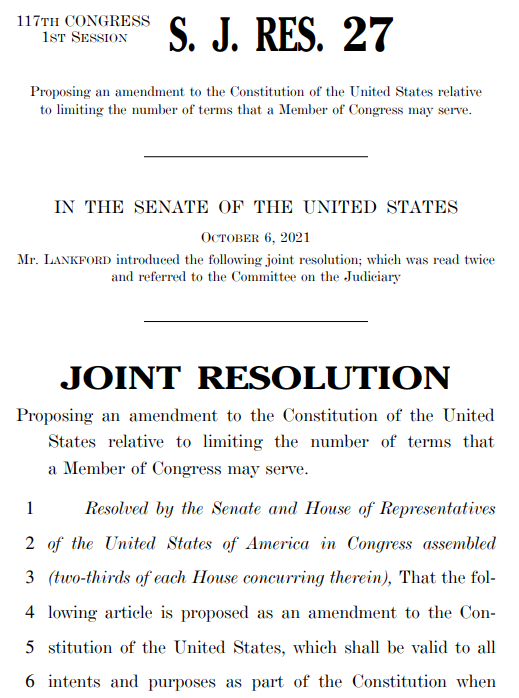 117TH CONGRESS
1ST SESSION
S. J. RES. 27
Proposing an amendment to the Constitution of the United States relative
to limiting the number of terms that a Member of Congress may serve.
IN THE SENATE OF THE UNITED STATES
OCTOBER 6, 2021
Mr. LANKFORD introduced the following joint resolution; which was read twice
and referred to the Committee on the Judiciary
JOINT RESOLUTION
Proposing an amendment to the Constitution of the United
States relative to limiting the number of terms that
a Member of Congress may serve.
1 Resolved by the Senate and House of Representatives
2 of the United States of America in Congress assembled
3 (two-thirds of each House concurring therein), That the fol-
4 lowing article is proposed as an amendment to the Con-
5 stitution of the United States, which shall be valid to all
6 intents and purposes as part of the Constitution when